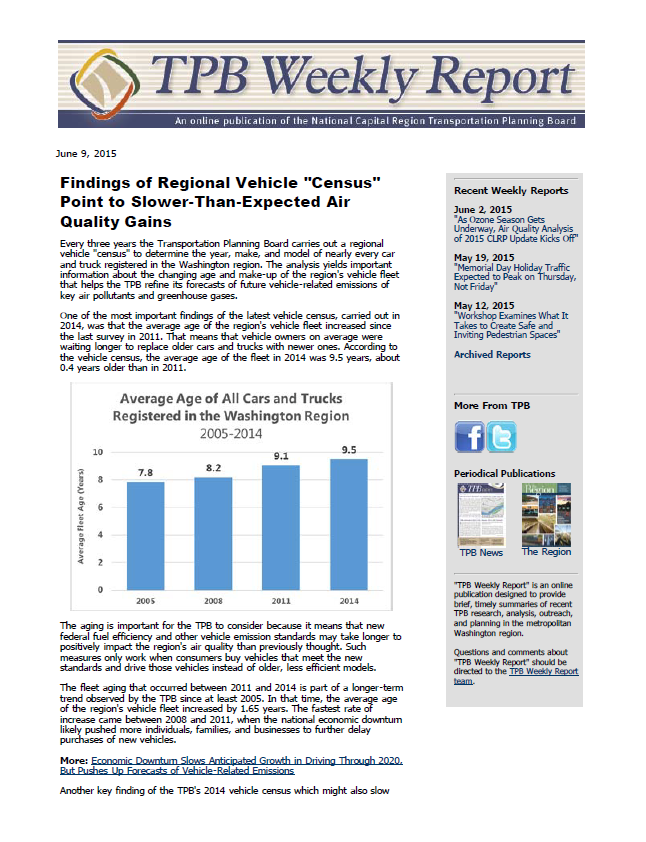 TPB Weekly Report
An online publication of the National Capital Region Transportation Planning Board
June 9, 2015
Findings of Regional Vehicle "Census"
Point to Slower-Than-Expected Air
Quality Gains
Every three years the Transportation Planning Board carries out a regional
vehicle "census" to determine the year, make, and model of nearly every car
and truck registered in the Washington region. The analysis yields important
information about the changing age and make-up of the region's vehicle fleet
that helps the TPB refine its forecasts of future vehicle-related emissions of
key air pollutants and greenhouse gases.
One of the most important findings of the latest vehicle census, carried out in
2014, was that the average age of the region's vehicle fleet increased since
the last survey in 2011. That means that vehicle owners on average were
waiting longer to replace older cars and trucks with newer ones. According to
the vehicle census, the average age of the fleet in 2014 was 9.5 years, about
0.4 years older than in 2011.
Average Age of All Cars and Trucks
Registered in the Washington Region
2005-2014
Average Fleet Age (Years)
10
8
6
4
2
0
7.8
8.2
9.1
9.5
2005
2008
2011
2014
The aging is important for the TPB to consider because it means that new
federal fuel efficiency and other vehicle emission standards may take longer to
positively impact the region's air quality than previously thought. Such
measures only work when consumers buy vehicles that meet the new
standards and drive those vehicles instead of older, less efficient models.
The fleet aging that occurred between 2011 and 2014 is part of a longer-term
trend observed by the TPB since at least 2005. In that time, the average age
of the region's vehicle fleet increased by 1.65 years. The fastest rate of
increase came between 2008 and 2011, when the national economic downturn
likely pushed more individuals, families, and businesses to further delay
purchases of new vehicles.
More: Economic Downturn Slows Anticipated Growth in Driving Through 2020,
But Pushes Up Forecasts of Vehicle-Related Emissions
Another key finding of the TPB's 2014 vehicle census which might also slow
Recent Weekly Reports
June 2, 2015
"As Ozone Season Gets
Underway, Air Quality Analysis
of 2015 CLRP Update Kicks Off"
May 19, 2015
"Memorial Day Holiday Traffic
Expected to Peak on Thursday,
Not Friday"
May 12, 2015
"Workshop Examines What It
Takes to Create Safe and
Inviting Pedestrian Spaces"
Archived Reports
More From TPB
Periodical Publications
TPB News
The Region
"TPB Weekly Report" is an online
publication designed to provide
brief, timely summaries of recent
TPB research, analysis, outreach,
and planning in the metropolitan
Washington region.
Questions and comments about
"TPB Weekly Report" should be
directed to the TPB Weekly Report
team.